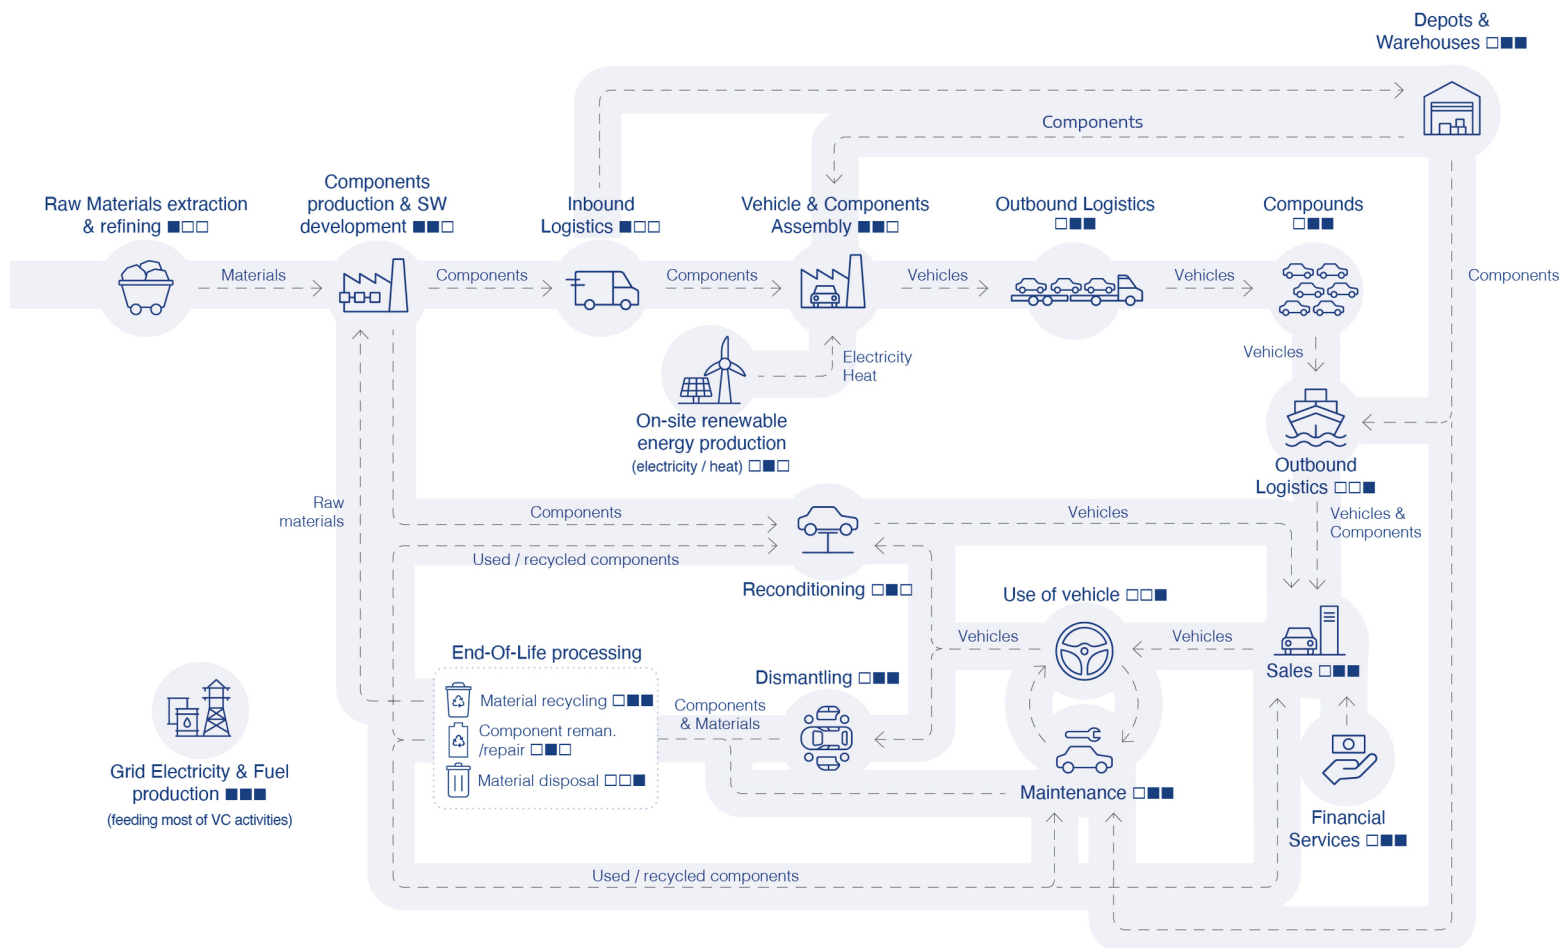 Depots &
Warehouses □■■
Components
Raw Materials extraction
& refining ■□□
Components
production & SW
development ■■□
Inbound
Logistics ■□□
Vehicle & Components
Assembly ■■□
Outbound Logistics
□■■
Compounds
□■■
Materials
Components
Components
Vehicles
Vehicles
Components
Electricity
Heat
Vehicles
On-site renewable
energy production
(electricity / heat) □■□
Outbound
Logistics □□■
Raw
materials
Components
Used / recycled components
Vehicles
Vehicles &
Components
Reconditioning □■□
Use of vehicle □□■
Vehicles
Vehicles
Sales □■■
End-Of-Life processing
Material recycling □■■
Component reman.
/repair □■□
Material disposal □□■
Components
& Materials
Dismantling □■■
Maintenance □■■
Grid Electricity & Fuel
production ■■■
(feeding most of VC activities)
Financial
Services □■■
Used / recycled components